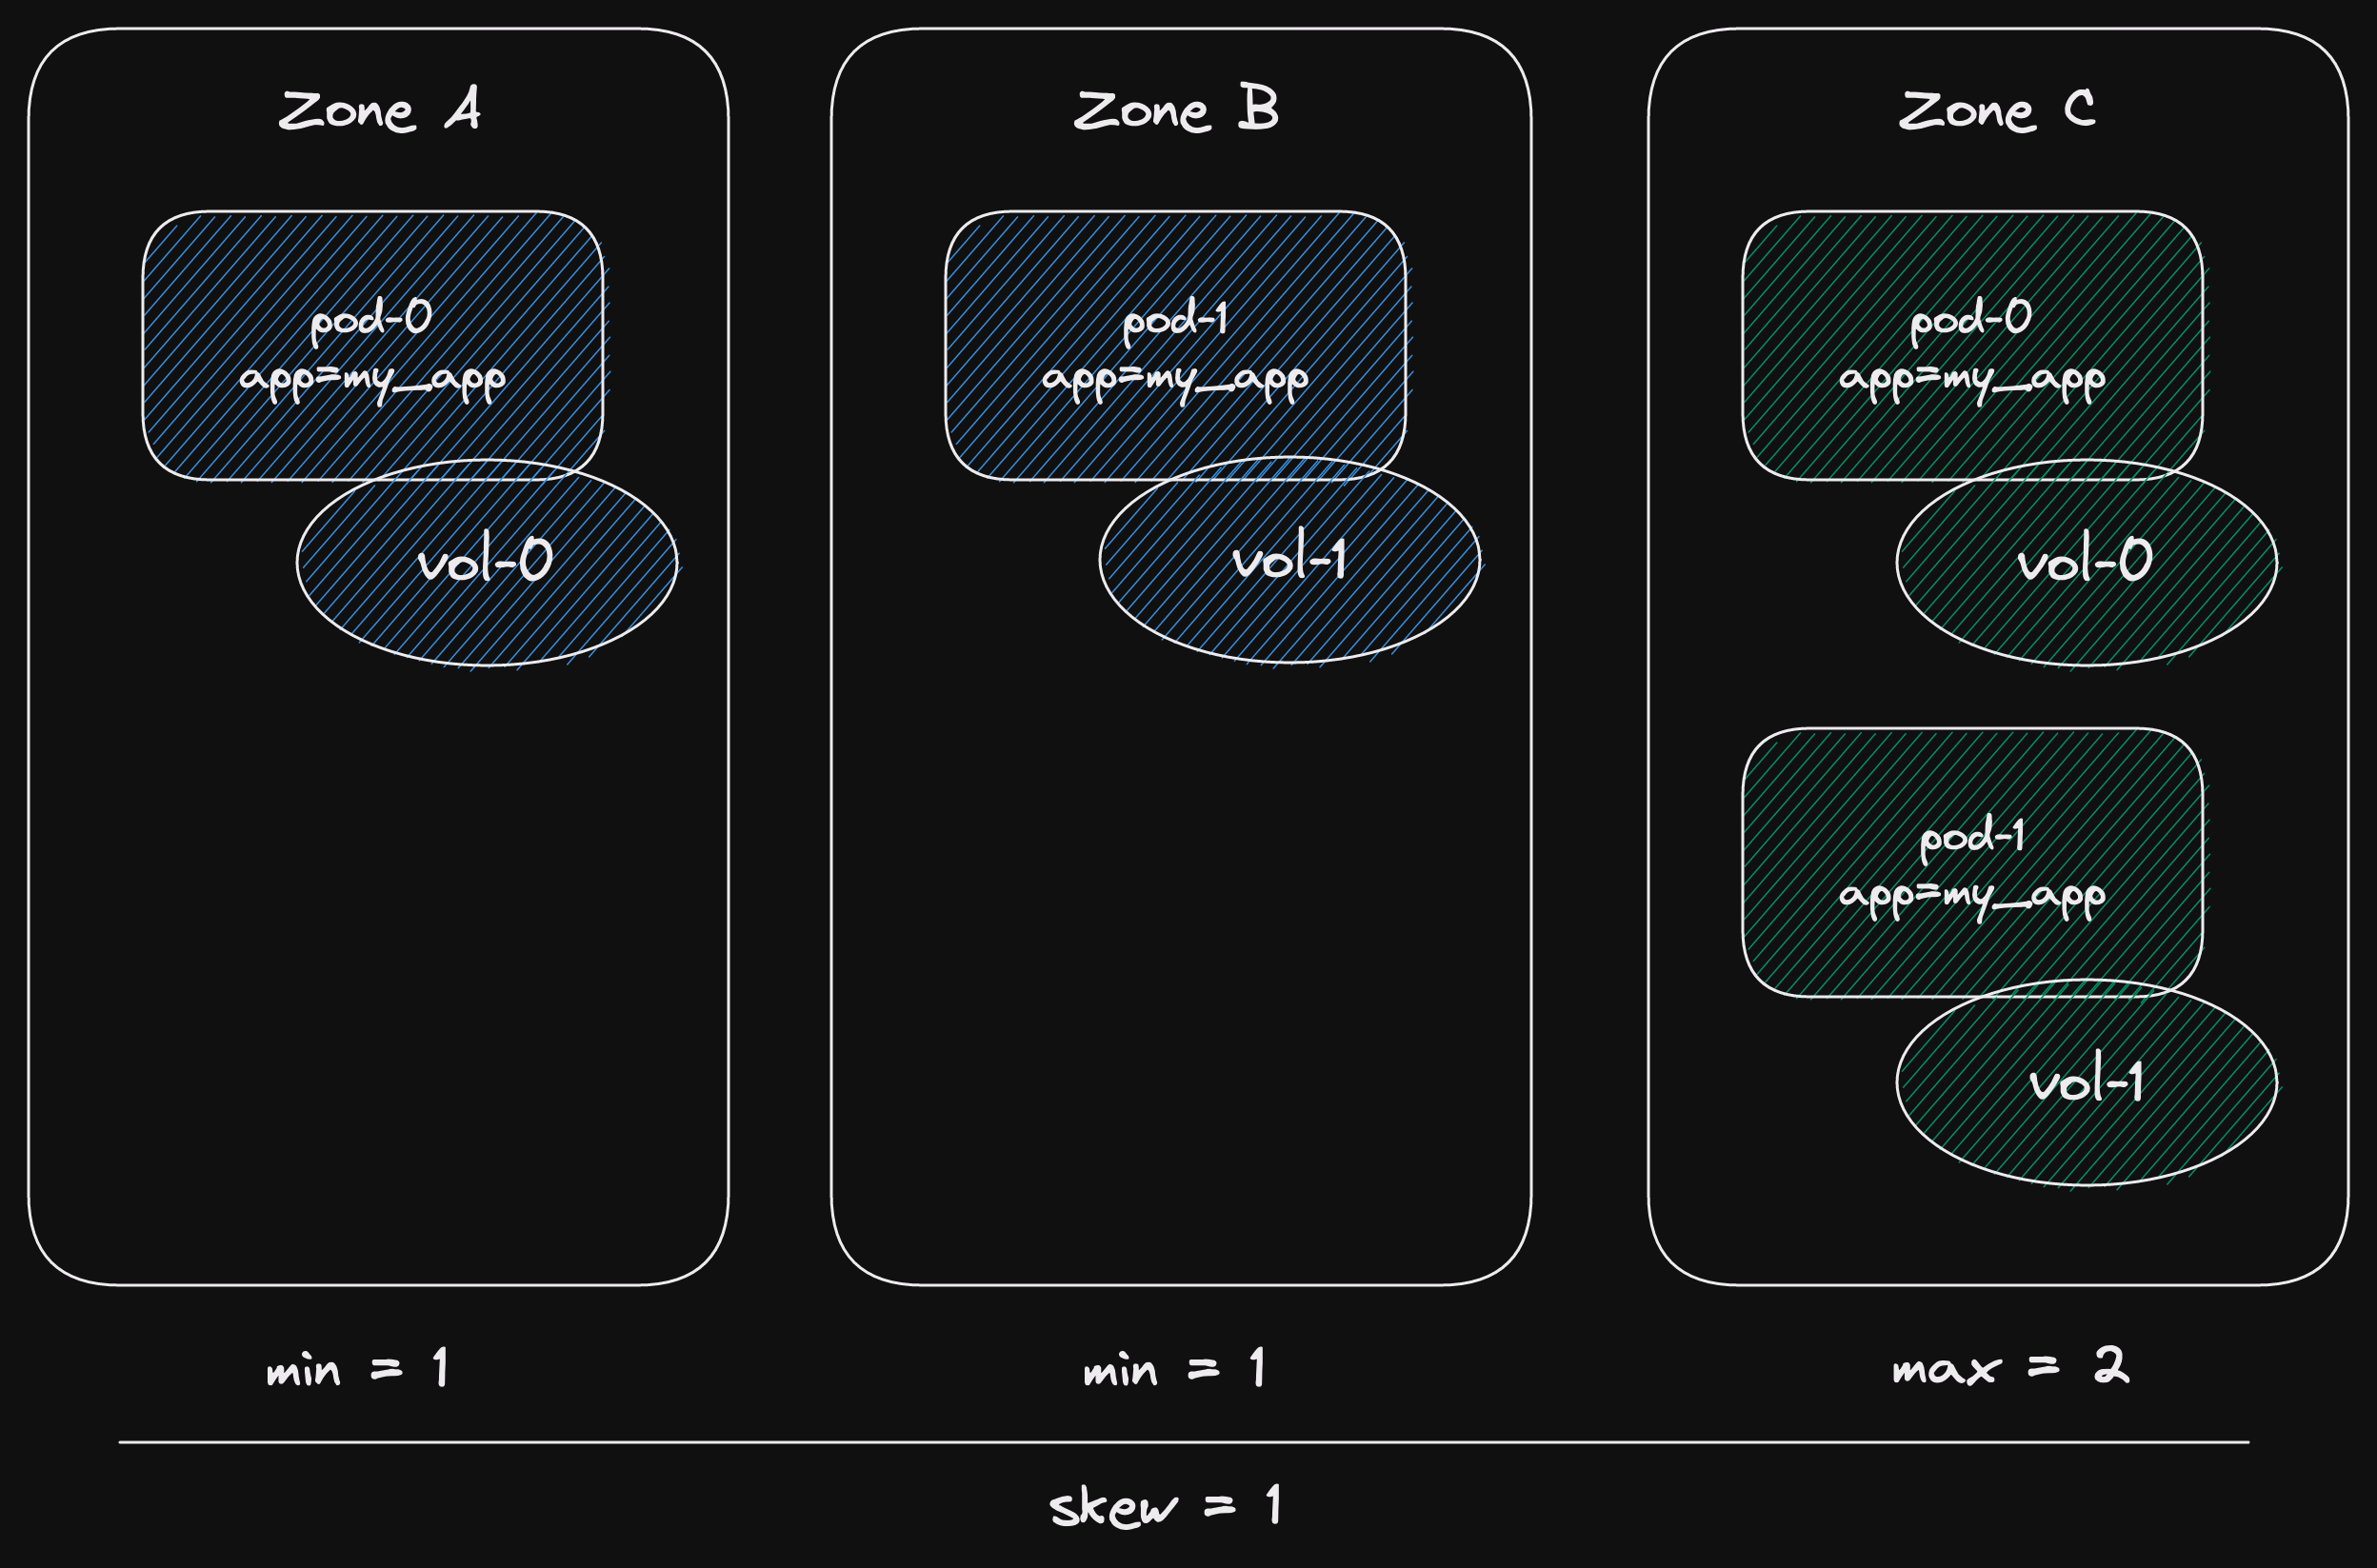 Zone A
pod-0
app=my_app
vol-0
Zone B
pod-1
app=my_app
vol-1
Zone C
pod-0
app=my_app
vol-0
pod-1
app=my_app
vol-1
min = 1
min = 1
max = 2
skew = 1